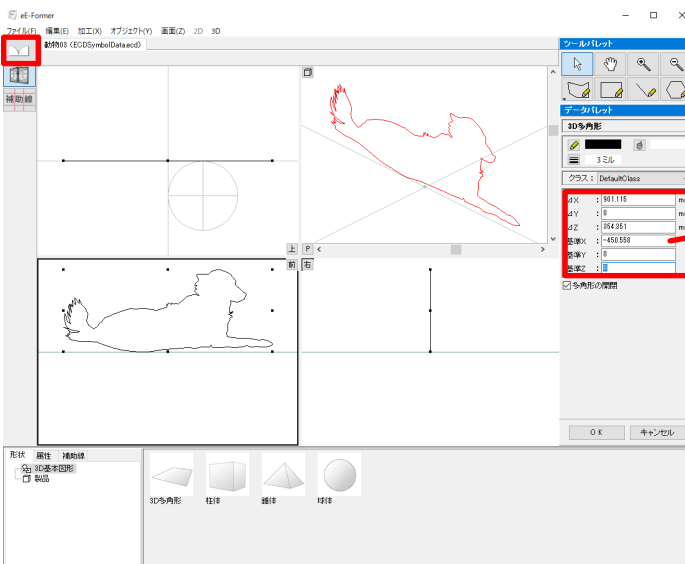 eE-Former
ファイル(F) 編集(E) 加工(X) オブジェクト(Y) 画面(Z) 2D 3D
動物03 (ECDSymbolData.ecd)
補助線
上 P
前 右
ツールパレット
データパレット
3D多角形
3ミル
クラス : DefaultClass
ΔX : 901.115
ΔY : 0
ΔZ : 354.351
基準X : -450.558
基準Y : 0
基準Z : 0
多角形の開閉
OK キャンセル
形状 属性 補助線
3D基本図形
製品
3D多角形 柱体 錐体 球体